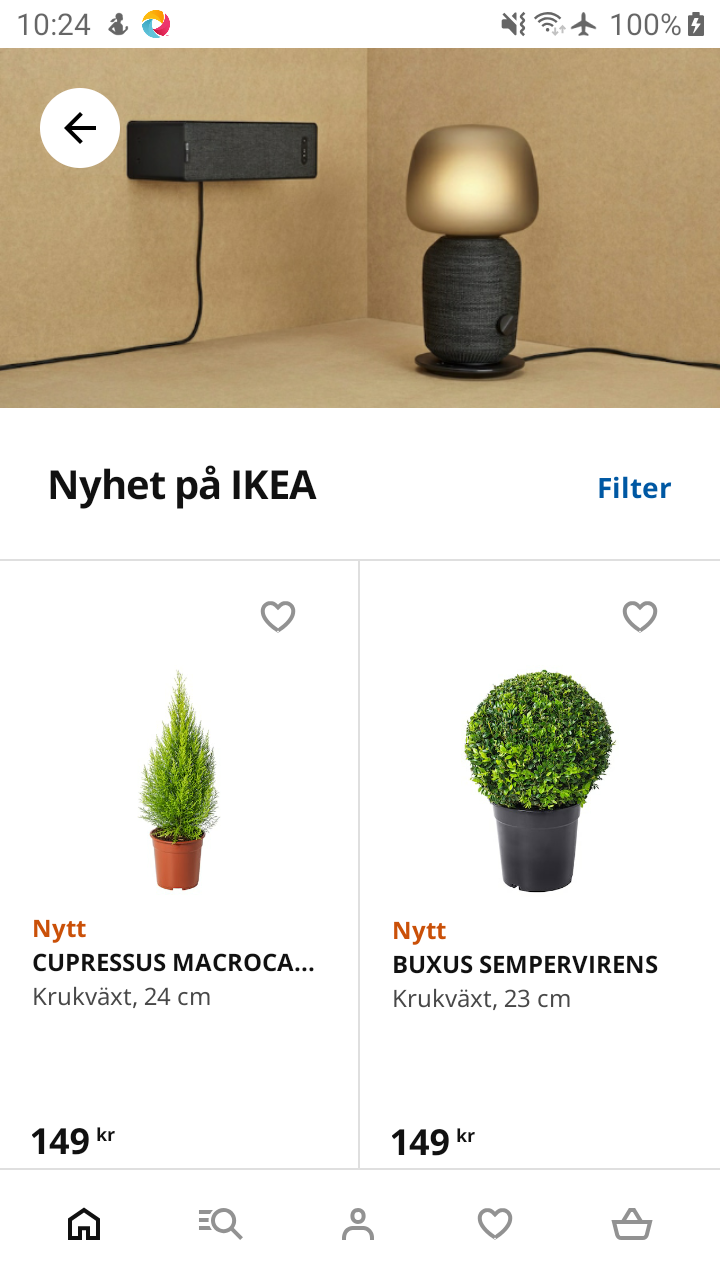 10:24
100%
Nyhet på IKEA
Filter
Nytt
CUPRESSUS MACROCA...
Krukväxt, 24 cm
149 kr
Nytt
BUXUS SEMPERVIRENS
Krukväxt, 23 cm
149 kr